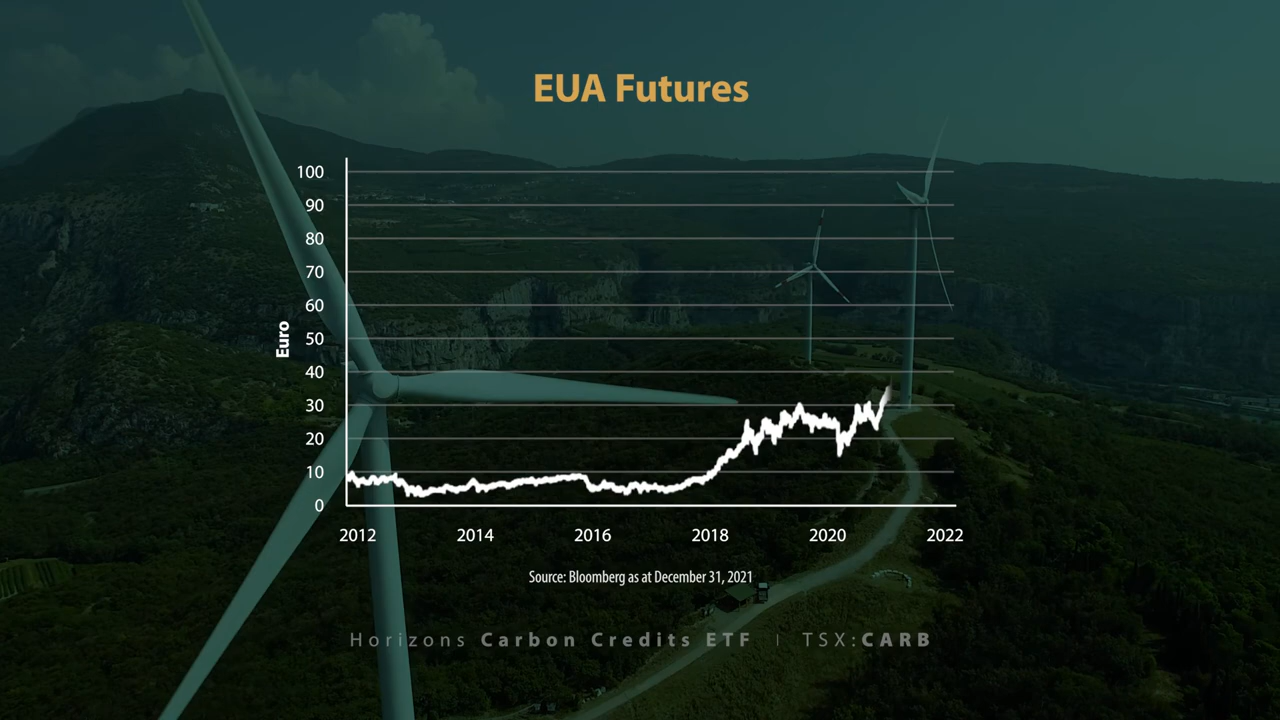 EUA Futures
100
90
80
70
60
50
40
30
20
10
0
Euro
2012 2014 2016 2018 2020 2022
Source: Bloomberg as at December 31, 2021
Horizons Carbon Credits ETF | TSX:CARB